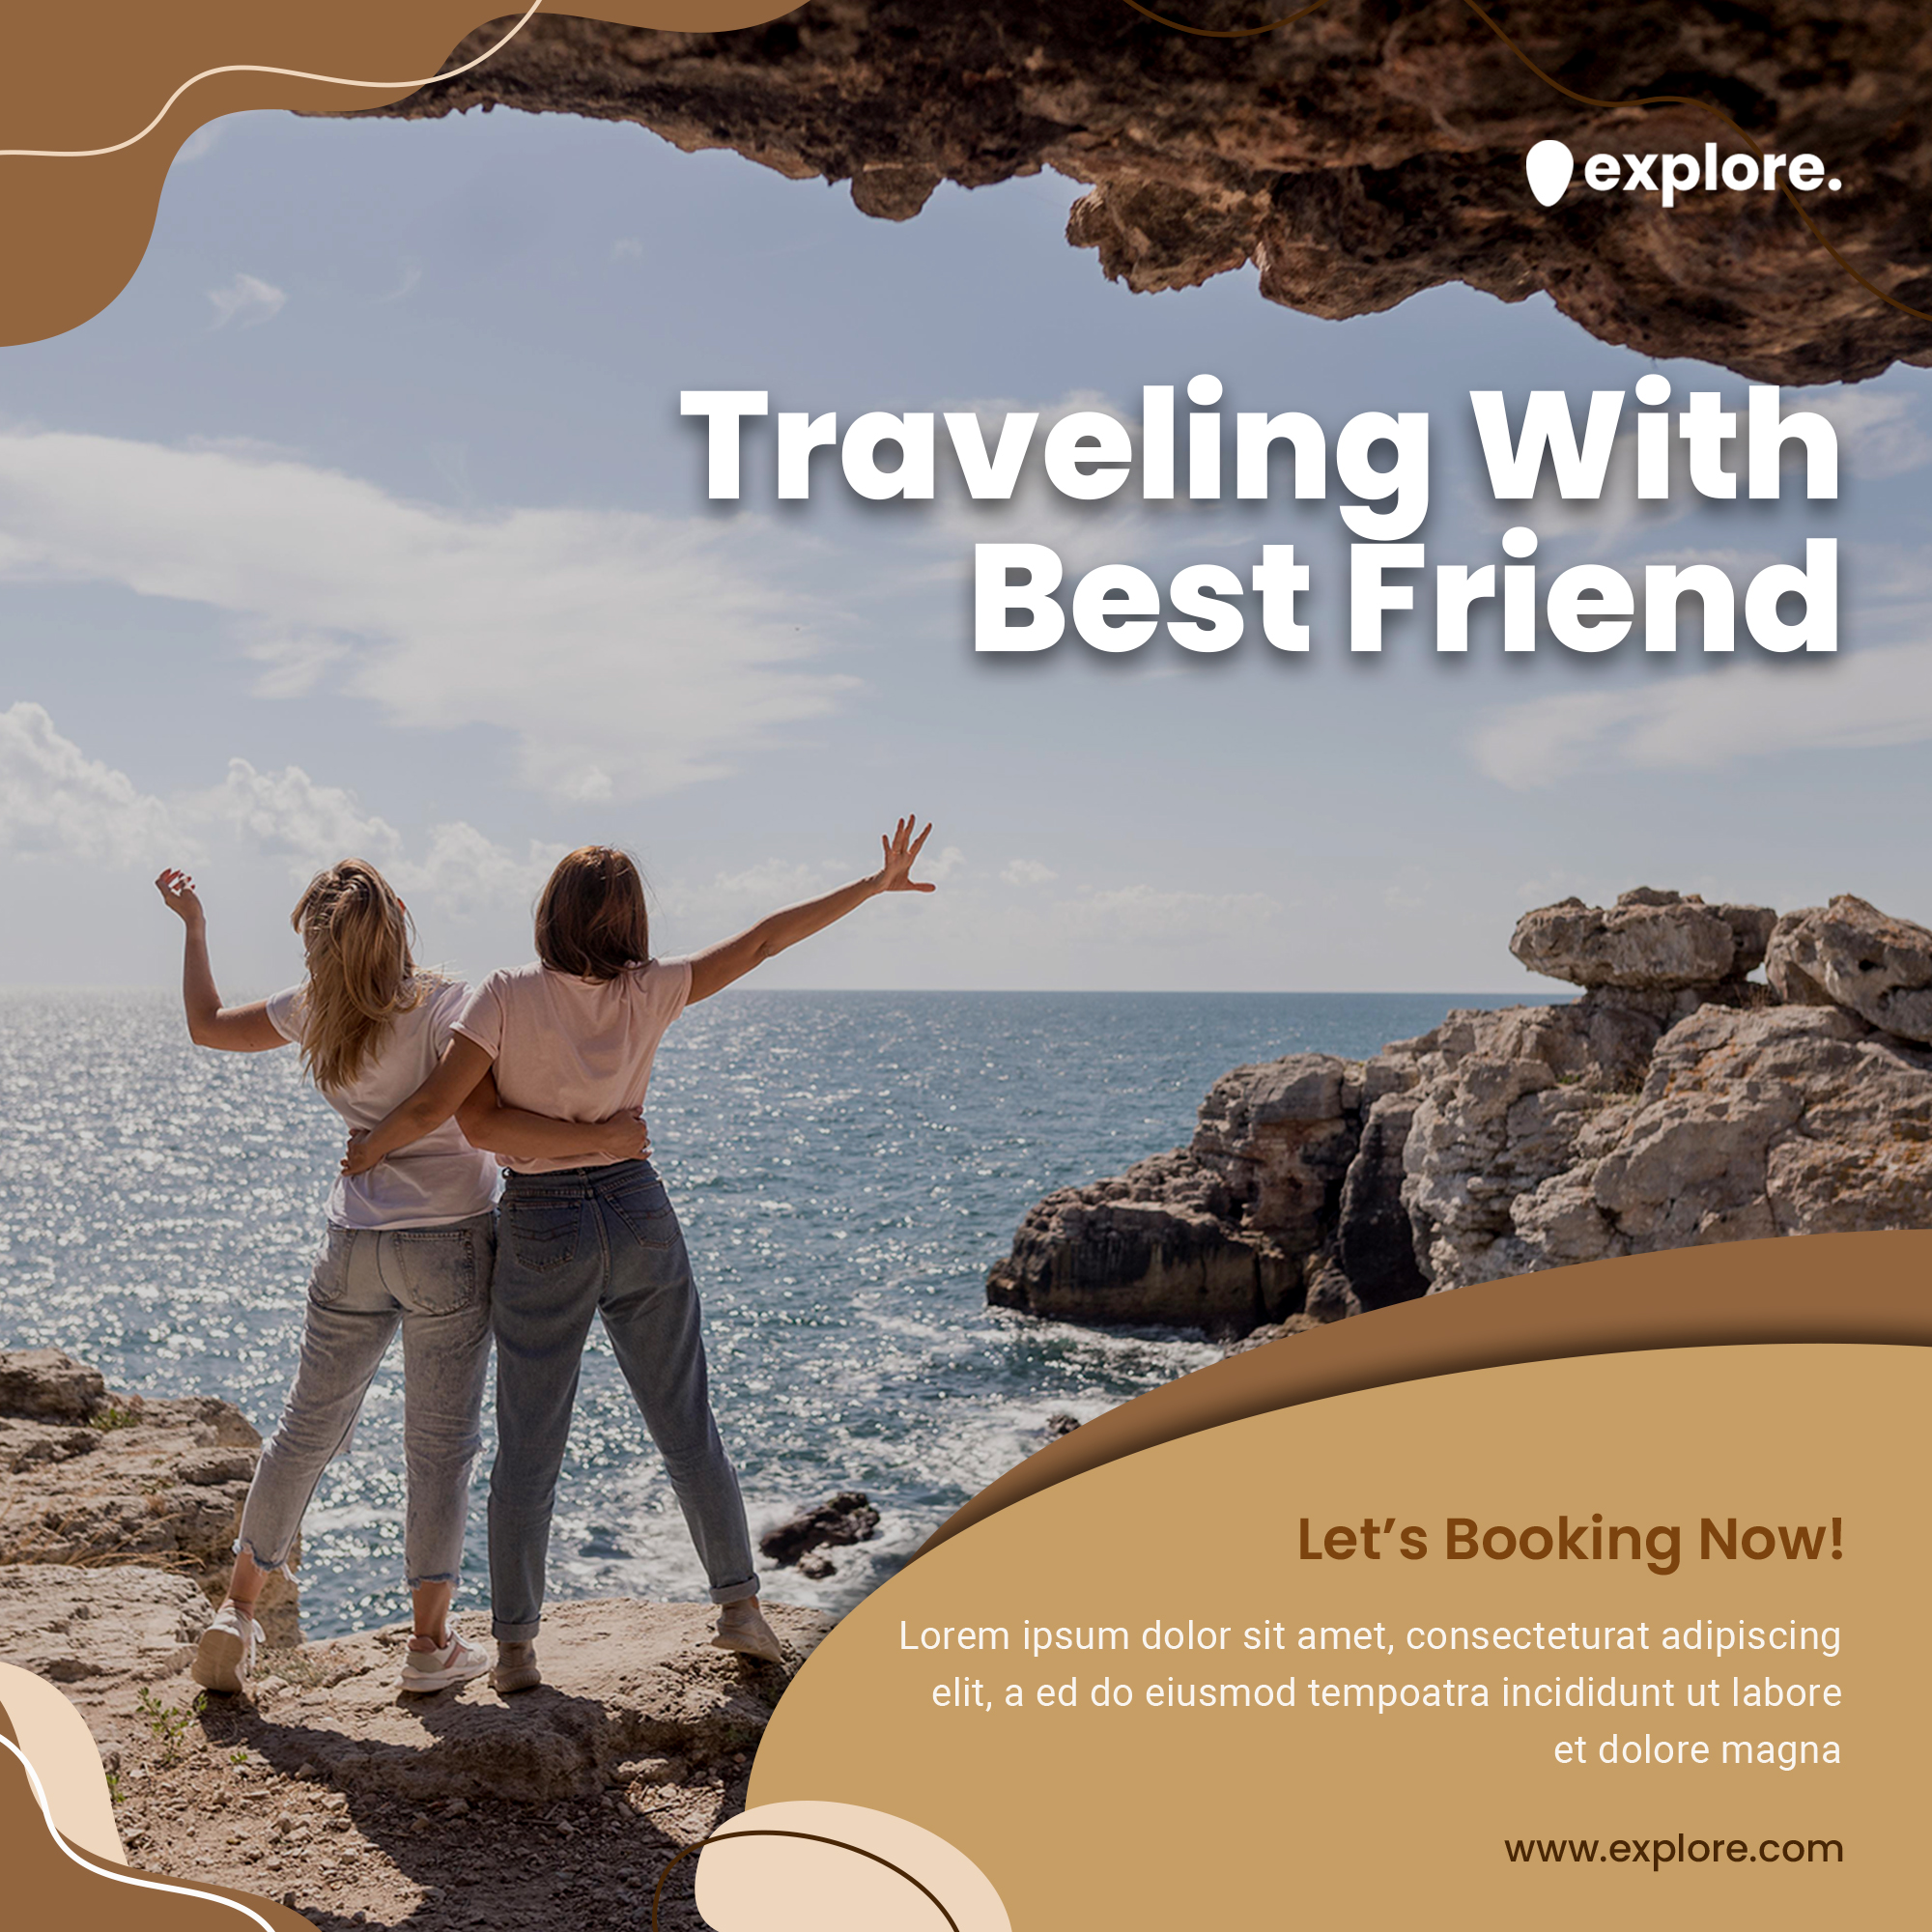 explore.
Traveling With
Best Friend
Let’s Booking Now!
Lorem ipsum dolor sit amet, consecteturat adipiscing
elit, a ed do eiusmod tempoatra incididunt ut labore
et dolore magna
www.explore.com